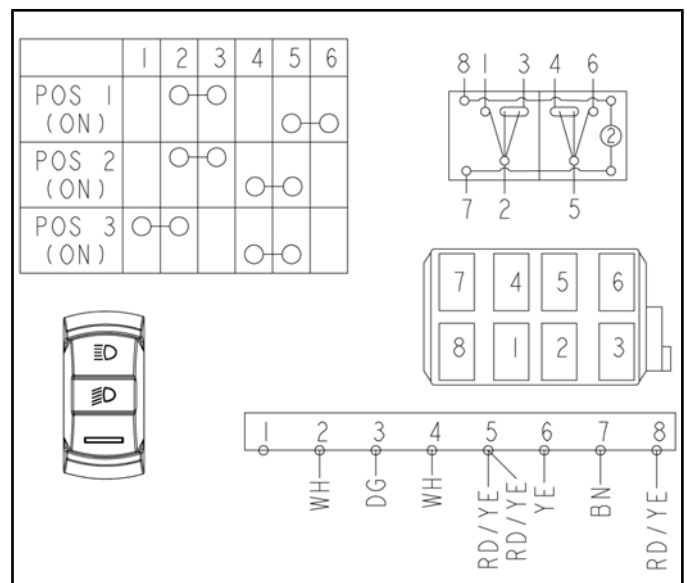 1 2 3 4 5 6
POS 1
(ON)
POS 2
(ON)
POS 3
(ON)
8 1 3 4 6
2
7 2 5
7 4 5 6
8 1 2 3
1 2 3 4 5 6 7 8
WH
DG
WH
RD/YE
RD/YE
YE
BN
RD/YE